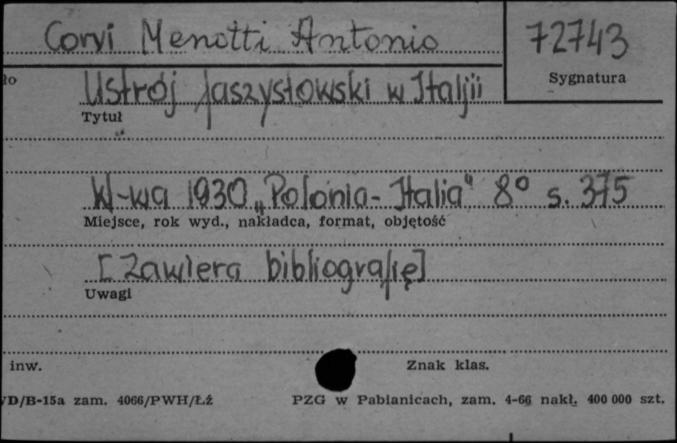 Corvi Menotti Antonio
72743
ło
Sygnatura
Ustrój faszystowski w Italji
Tytuł
W-wa 1930 „Polonia-Italia" 8° s. 375
Miejsce, rok wyd., nakładca, format, objętość
[Zawiera bibliografię]
Uwagi
inw.
Znak klas.
/D/B-15a zam. 4066/PWH/Łź
PZG w Pabianicach, zam. 4-66 nakł. 400 000 szt.